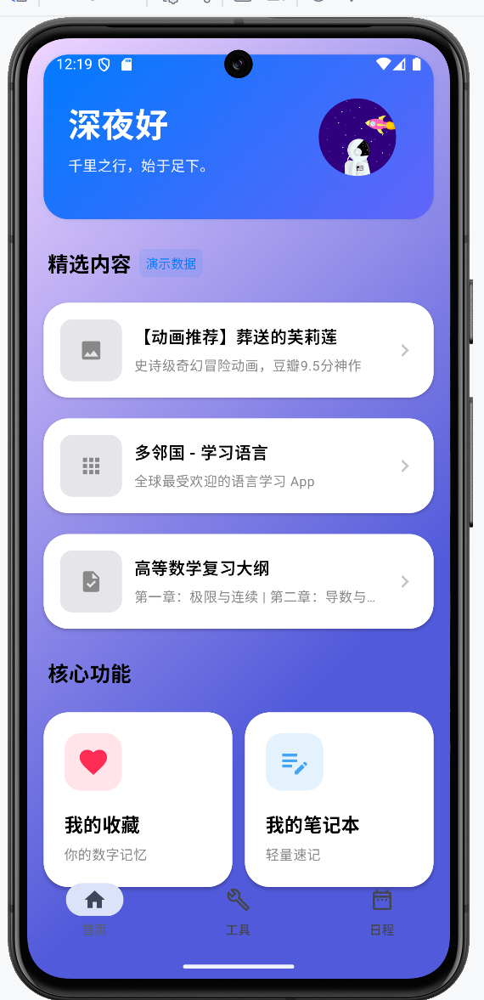 12:19
深夜好
千里之行，始于足下。
精选内容 演示数据
【动画推荐】葬送的芙莉莲
史诗级奇幻冒险动画，豆瓣9.5分神作
多邻国 - 学习语言
全球最受欢迎的语言学习 App
高等数学复习大纲
第一章：极限与连续 | 第二章：导数与...
核心功能
我的收藏
你的数字记忆
我的笔记本
轻量速记
首页 工具 日程